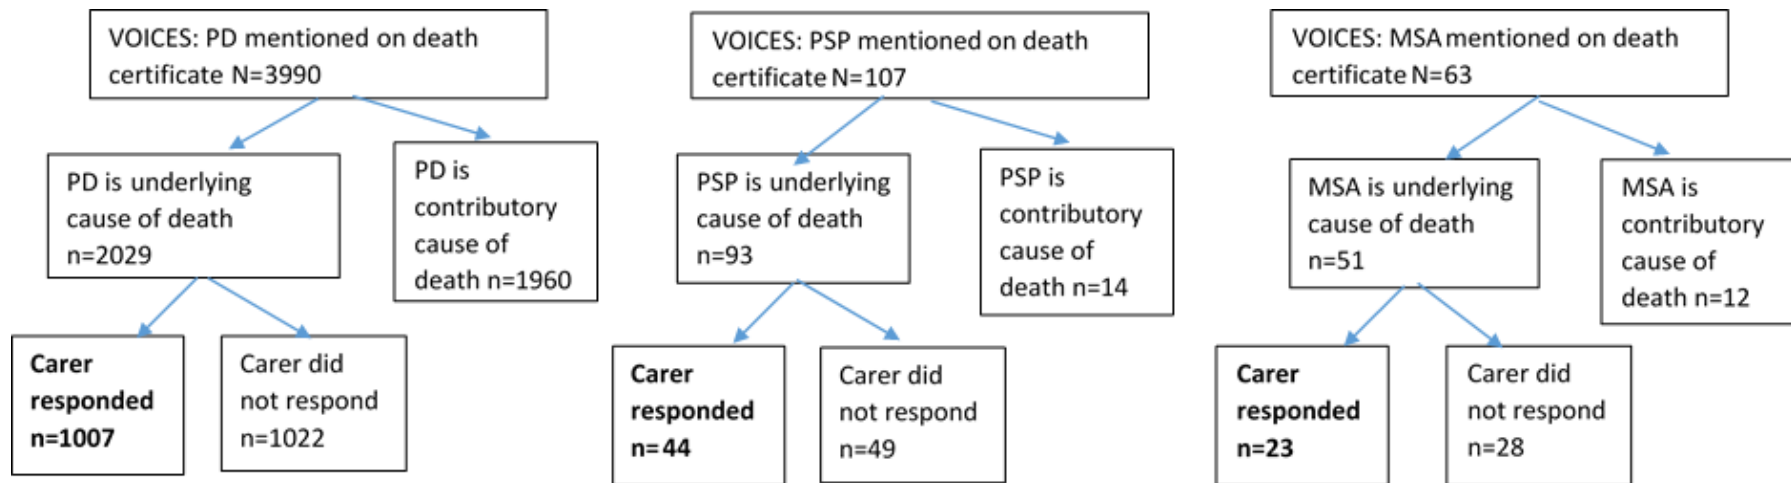 VOICES: PD mentioned on death
certificate N=3990
PD is underlying
cause of death
n=2029
PD is
contributory
cause of
death n=1960
Carer
responded
n=1007
Carer did
not respond
n=1022
VOICES: PSP mentioned on death
certificate N=107
PSP is underlying
cause of death
n=93
PSP is
contributory
cause of
death n=14
Carer
responded
n=44
Carer did
not respond
n=49
VOICES: MSA mentioned on death
certificate N=63
MSA is underlying
cause of death
n=51
MSA is
contributory
cause of
death n=12
Carer
responded
n=23
Carer did
not respond
n=28